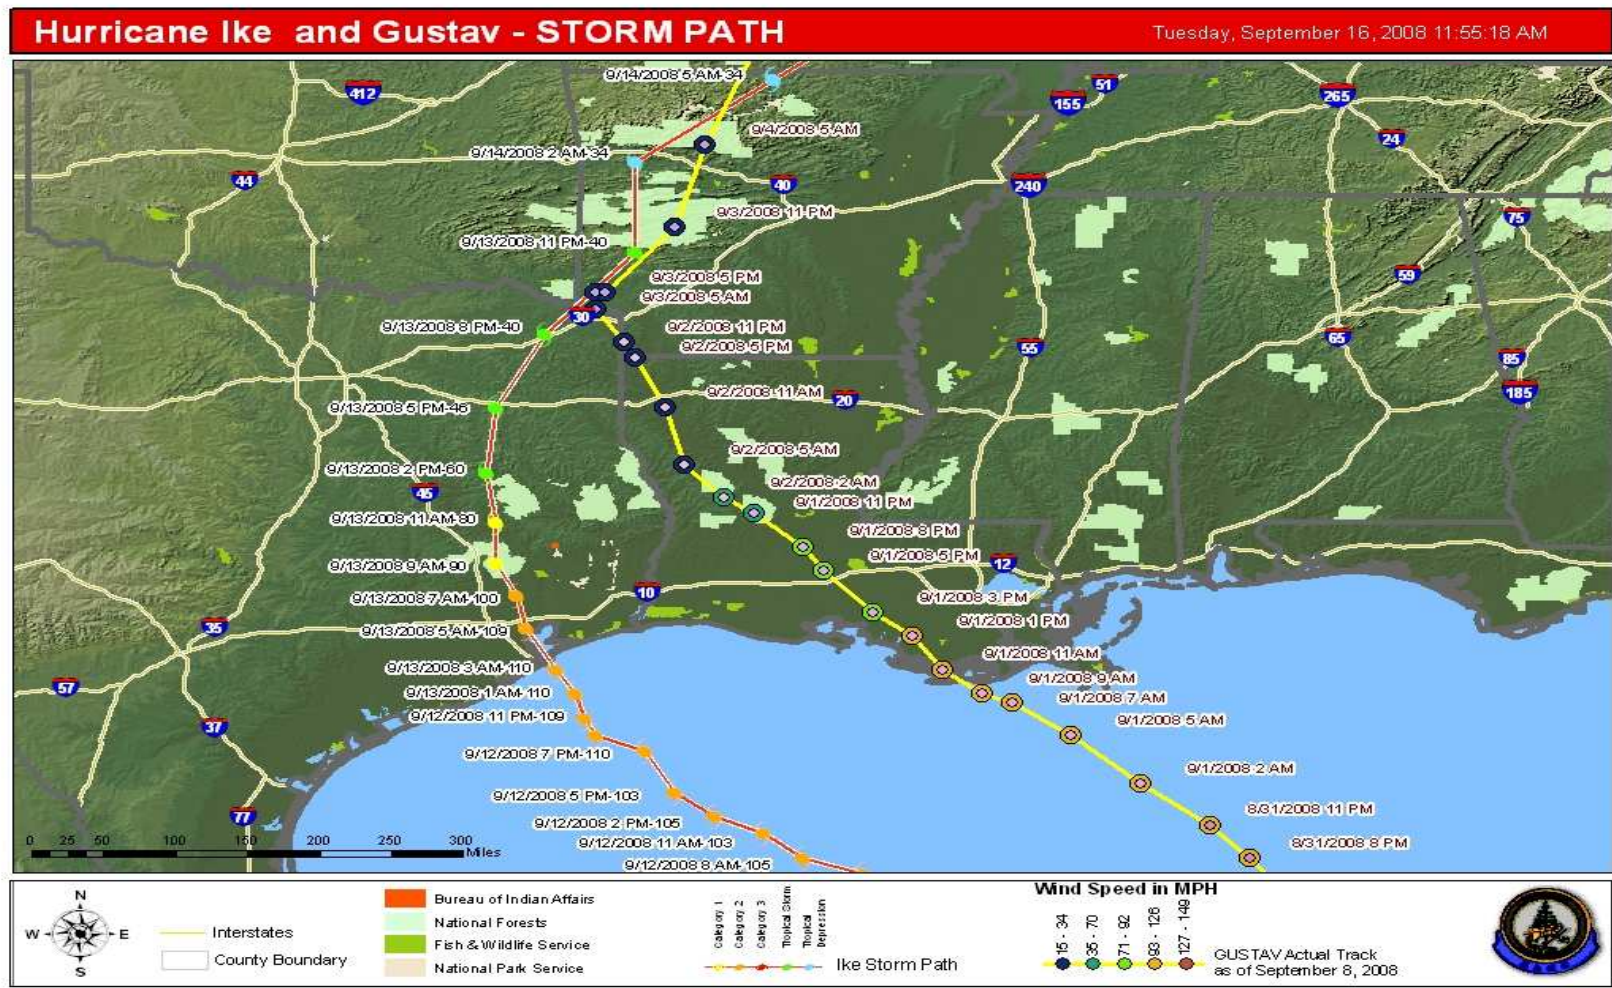 Hurricane Ike and Gustav - STORM PATH
Tuesday, September 16, 2008 11:55:18 AM
9/14/2008 5 AM-34
9/14/2008 2 AM-34
9/13/2008 11 PM-40
9/13/2008 8 PM-40
9/13/2008 5 PM-46
9/13/2008 2 PM-60
9/13/2008 11 AM-80
9/13/2008 9 AM-90
9/13/2008 7 AM-100
9/13/2008 5 AM-109
9/13/2008 3 AM-110
9/13/2008 1 AM-110
9/12/2008 11 PM-109
9/12/2008 7 PM-110
9/12/2008 5 PM-103
9/12/2008 2 PM-105
9/12/2008 11 AM-103
9/12/2008 8 AM-105
9/4/2008 5 AM
9/3/2008 11 PM
9/3/2008 5 PM
9/3/2008 5 AM
9/2/2008 11 PM
9/2/2008 5 PM
9/2/2008 11 AM
9/2/2008 5 AM
9/2/2008 2 AM
9/1/2008 11 PM
9/1/2008 8 PM
9/1/2008 5 PM
9/1/2008 3 PM
9/1/2008 1 PM
9/1/2008 11 AM
9/1/2008 9 AM
9/1/2008 7 AM
9/1/2008 5 AM
9/1/2008 2 AM
8/31/2008 11 PM
8/31/2008 8 PM
412
51
155
265
24
44
40
240
75
59
30
55
65
85
185
20
45
12
10
35
57
37
77
0 25 50 100 150 200 250 300
Miles
N
W E
S
Interstates
County Boundary
Bureau of Indian Affairs
National Forests
Fish & Wildlife Service
National Park Service
Category 1
Category 2
Category 3
Tropical Storm
Tropical Depression
Ike Storm Path
Wind Speed in MPH
15 - 34
35 - 70
71 - 92
93 - 126
127 - 149
GUSTAV Actual Track
as of September 8, 2008